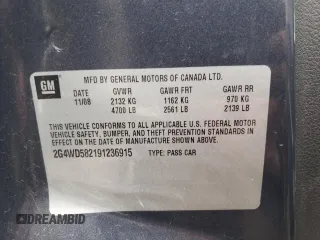 GM
MFD BY GENERAL MOTORS OF CANADA LTD.
DATE GVWR GAWR FRT GAWR RR
11/08 2132 KG 1162 KG 970 KG
4700 LB 2561 LB 2139 LB
THIS VEHICLE CONFORMS TO ALL APPLICABLE U.S. FEDERAL MOTOR
VEHICLE SAFETY, BUMPER, AND THEFT PREVENTION STANDARDS
IN EFFECT ON THE DATE OF MANUFACTURE SHOWN ABOVE.
2G4WD582191236915 TYPE: PASS CAR
DREAMBID